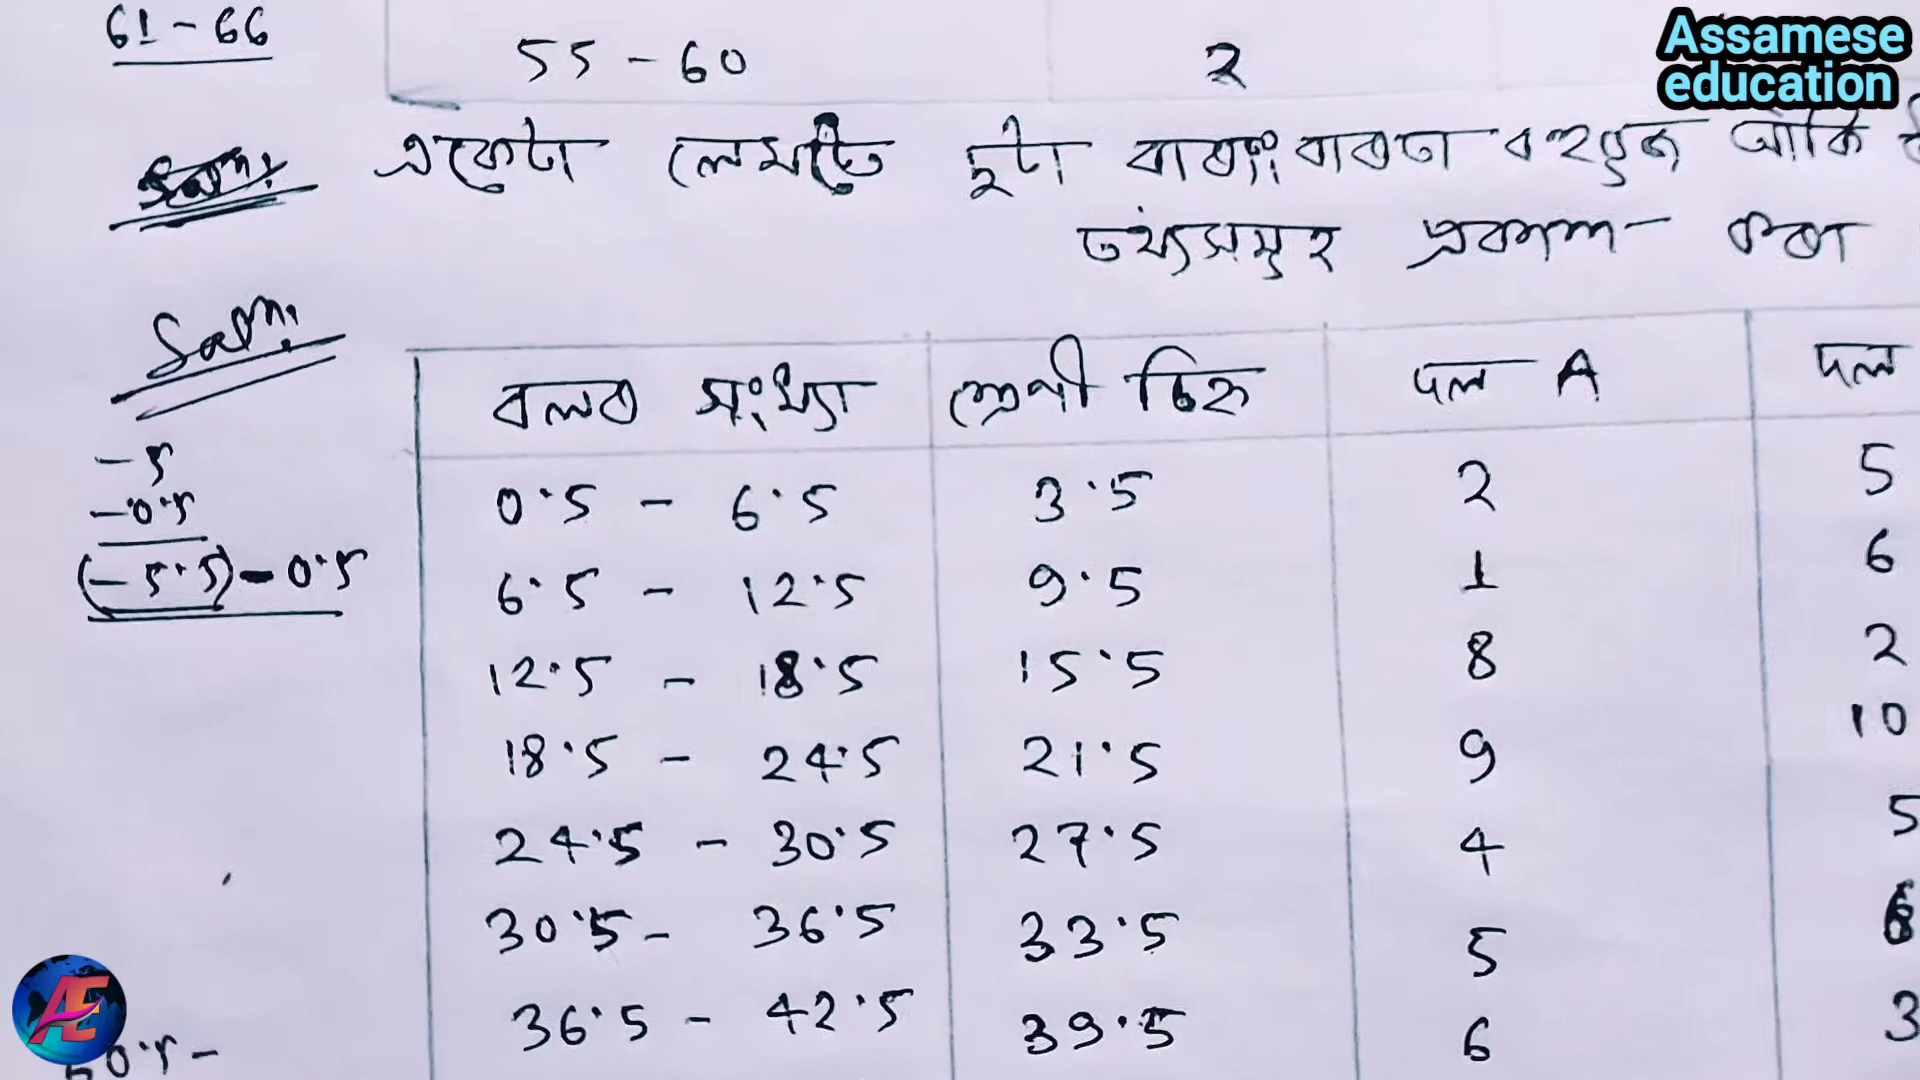 Assamese
education
61 - 66
55 - 60 2
একেটা লেখতে দুটা বাৰংবাৰতা বহুভুজ আঁকি
তথ্যসমূহ প্ৰকাশ কৰা
Soln:
বলৰ সংখ্যা শ্ৰেণী চিহ্ন দল A দল
0.5 - 6.5 3.5 2 5
6.5 - 12.5 9.5 1 6
12.5 - 18.5 15.5 8 2
18.5 - 24.5 21.5 9 10
24.5 - 30.5 27.5 4 5
30.5 - 36.5 33.5 5 6
36.5 - 42.5 39.5 6 3
-5
-0.5
(-5.5) - 0.5
AE
0.5 -